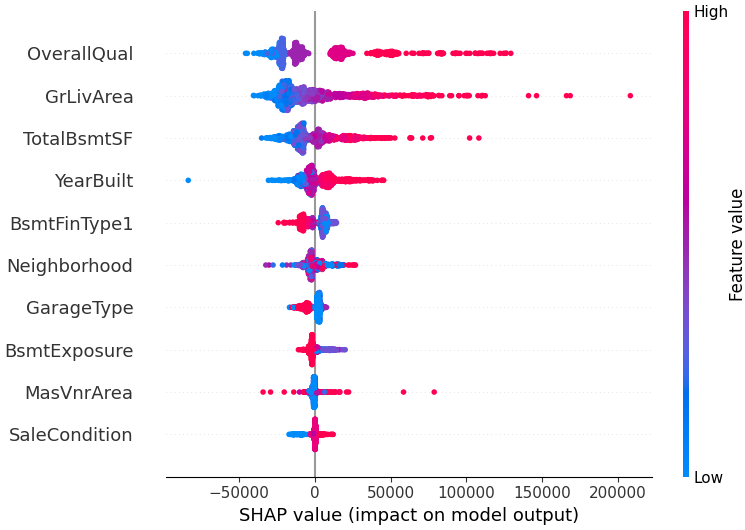 High
OverallQual
GrLivArea
TotalBsmtSF
YearBuilt
BsmtFinType1
Neighborhood
GarageType
BsmtExposure
MasVnrArea
SaleCondition
Feature value
Low
−50000 0 50000 100000 150000 200000
SHAP value (impact on model output)